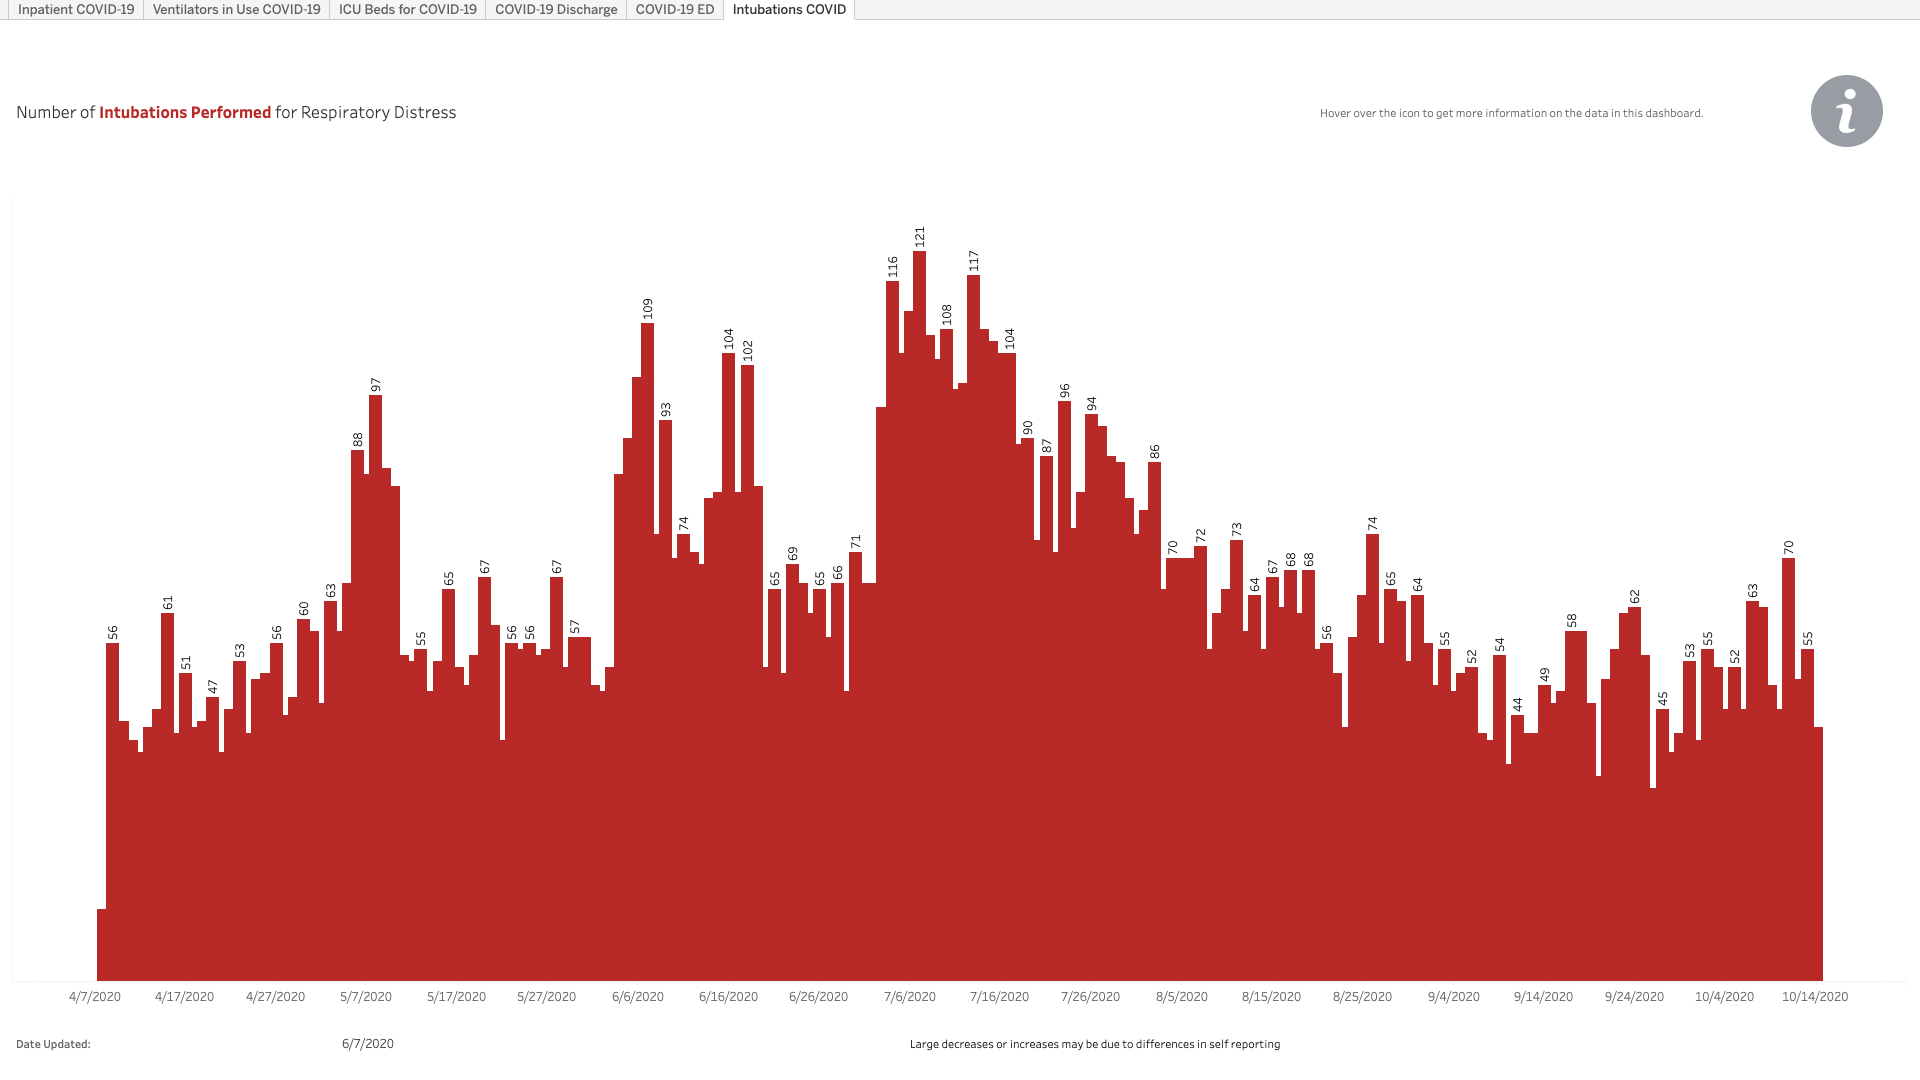 Inpatient COVID-19 Ventilators in Use COVID-19 ICU Beds for COVID-19 COVID-19 Discharge COVID-19 ED Intubations COVID
Number of Intubations Performed for Respiratory Distress
Hover over the icon to get more information on the data in this dashboard.
i
56 61 51 47 53 56 60 63 88 97 55 65 67 56 56 67 57 109 93 74 104 102 65 69 65 66 71 116 121 108 117 104 90 87 96 94 86 70 72 73 64 67 68 68 56 74 65 64 55 52 54 44 49 58 62 45 53 55 52 63 70 55
4/7/2020 4/17/2020 4/27/2020 5/7/2020 5/17/2020 5/27/2020 6/6/2020 6/16/2020 6/26/2020 7/6/2020 7/16/2020 7/26/2020 8/5/2020 8/15/2020 8/25/2020 9/4/2020 9/14/2020 9/24/2020 10/4/2020 10/14/2020
Date Updated: 6/7/2020
Large decreases or increases may be due to differences in self reporting